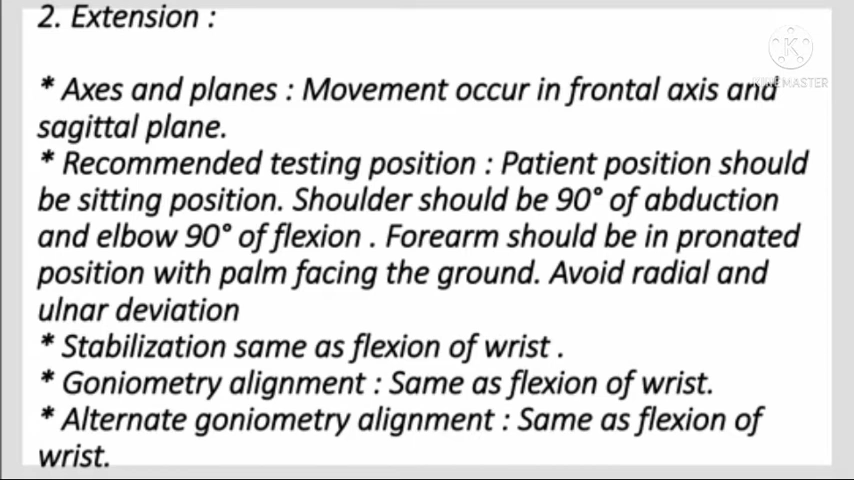 2. Extension :
* Axes and planes : Movement occur in frontal axis and
sagittal plane.
* Recommended testing position : Patient position should
be sitting position. Shoulder should be 90° of abduction
and elbow 90° of flexion . Forearm should be in pronated
position with palm facing the ground. Avoid radial and
ulnar deviation
* Stabilization same as flexion of wrist .
* Goniometry alignment : Same as flexion of wrist.
* Alternate goniometry alignment : Same as flexion of
wrist.
K
KINEMASTER